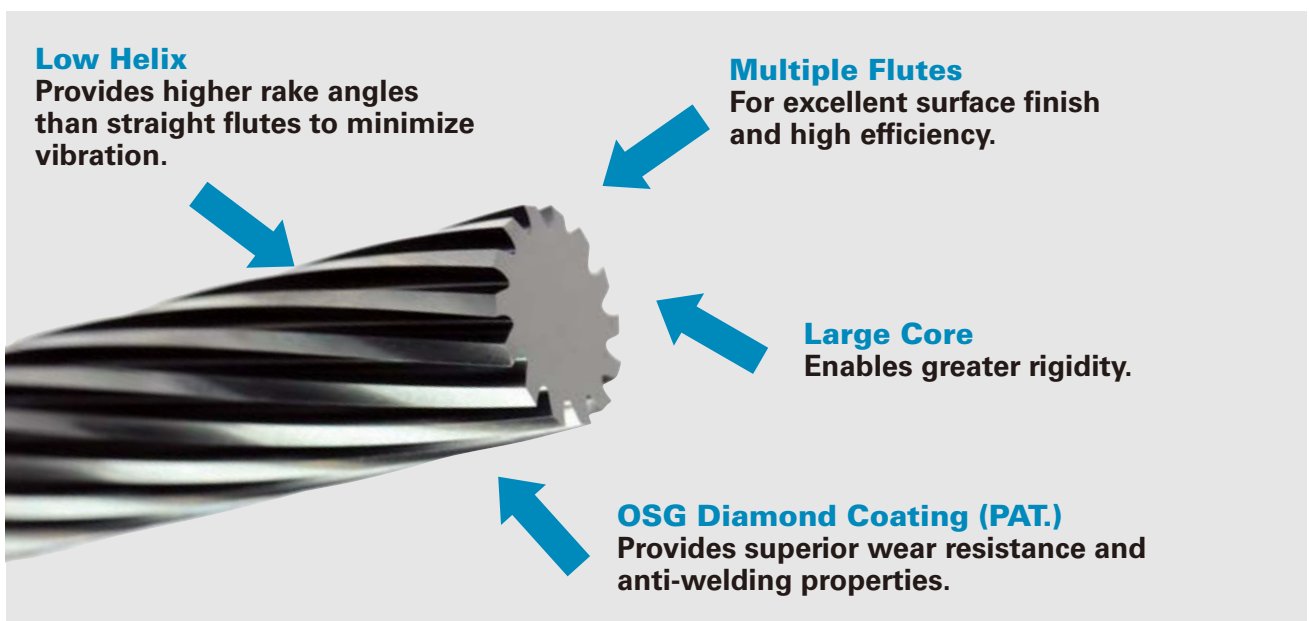 Low Helix
Provides higher rake angles
than straight flutes to minimize
vibration.
Multiple Flutes
For excellent surface finish
and high efficiency.
Large Core
Enables greater rigidity.
OSG Diamond Coating (PAT.)
Provides superior wear resistance and
anti-welding properties.